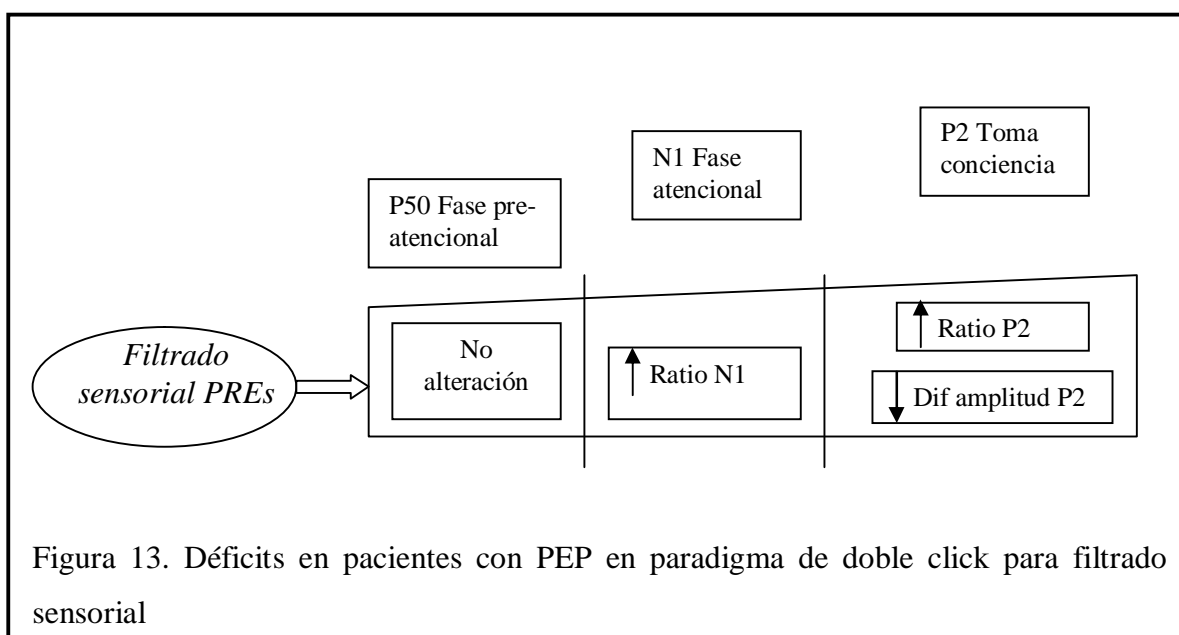 P2 Toma
conciencia
N1 Fase
atencional
P50 Fase pre-
atencional
Filtrado
sensorial PREs
No
alteración
Ratio N1
Ratio P2
Dif amplitud P2
Figura 13. Déficits en pacientes con PEP en paradigma de doble click para filtrado
sensorial